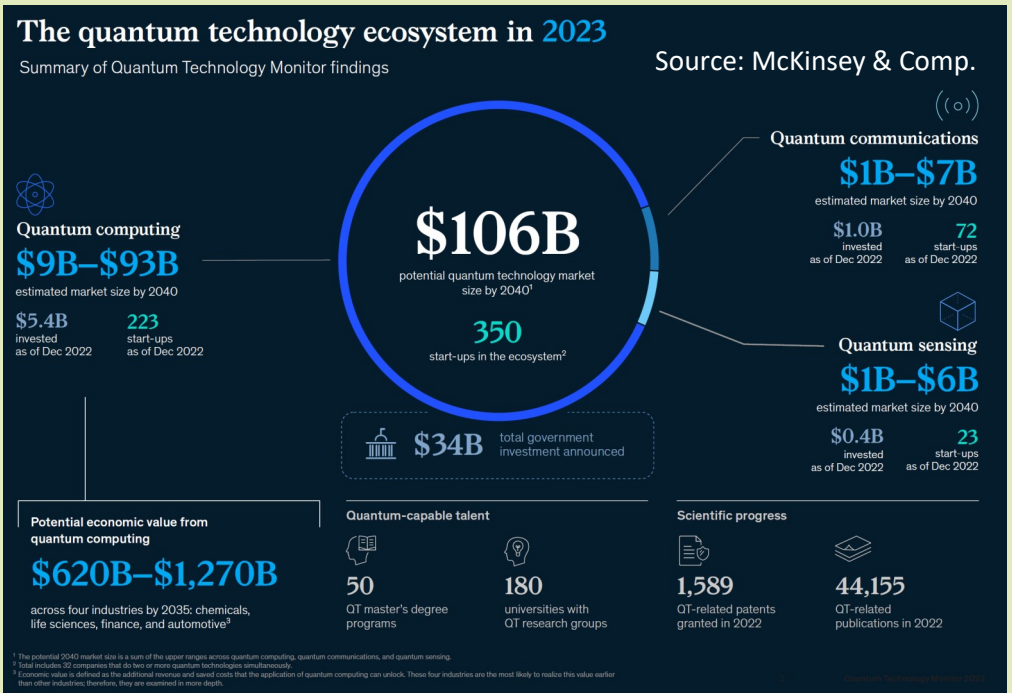 The quantum technology ecosystem in 2023
Summary of Quantum Technology Monitor findings
Source: McKinsey & Comp.
Quantum computing
$9B–$93B
estimated market size by 2040
$5.4B
invested
as of Dec 2022
223
start-ups
as of Dec 2022
$106B
potential quantum technology market
size by 2040¹
350
start-ups in the ecosystem²
$34B
total government
investment announced
Quantum communications
$1B–$7B
estimated market size by 2040
$1.0B
invested
as of Dec 2022
72
start-ups
as of Dec 2022
Quantum sensing
$1B–$6B
estimated market size by 2040
$0.4B
invested
as of Dec 2022
23
start-ups
as of Dec 2022
Potential economic value from
quantum computing
$620B–$1,270B
across four industries by 2035: chemicals,
life sciences, finance, and automotive³
Quantum-capable talent
50
QT master's degree
programs
180
universities with
QT research groups
Scientific progress
1,589
QT-related patents
granted in 2022
44,155
QT-related
publications in 2022
¹ The potential 2040 market size is a sum of the upper ranges across quantum computing, quantum communications, and quantum sensing.
² Total includes 32 companies that do two or more quantum technologies simultaneously.
³ Economic value is defined as the additional revenue and saved costs that the application of quantum computing can unlock. These four industries are the most likely to realize this value earlier
than other industries; therefore, they are examined in more depth.
Quantum Technology Monitor 2023